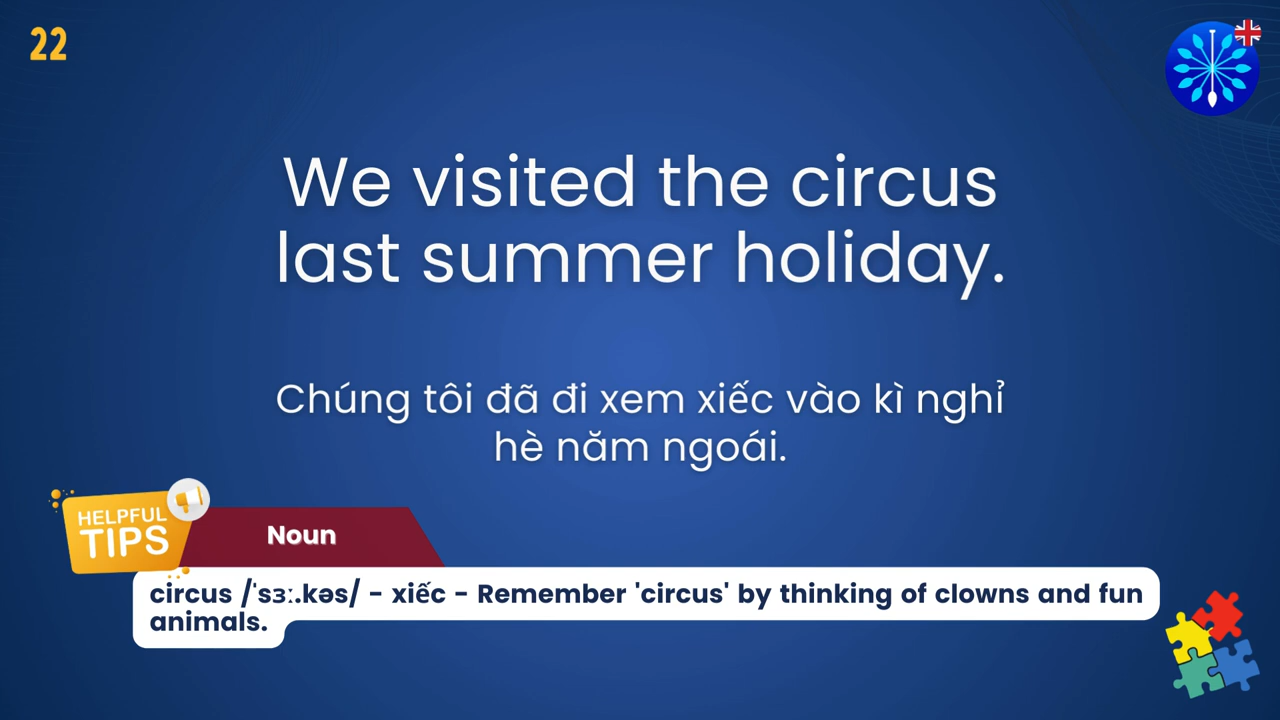 22
We visited the circus
last summer holiday.
Chúng tôi đã đi xem xiếc vào kì nghỉ
hè năm ngoái.
HELPFUL
TIPS
Noun
circus /ˈsɜː.kəs/ - xiếc - Remember 'circus' by thinking of clowns and fun
animals.